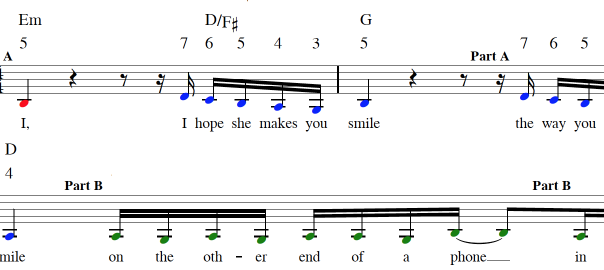 Em D/F♯ G
5 7 6 5 4 3 5 7 6 5
A Part A
I, I hope she makes you smile the way you
D
4
Part B Part B
mile on the oth - er end of a phone__ in